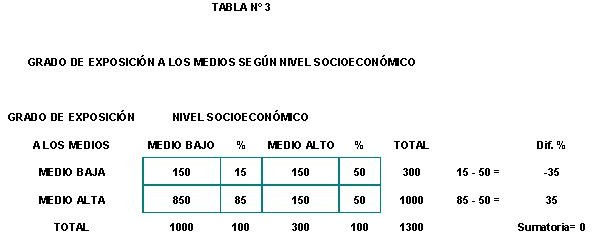 TABLA N° 3
GRADO DE EXPOSICIÓN A LOS MEDIOS SEGÚN NIVEL SOCIOECONÓMICO
GRADO DE EXPOSICIÓN NIVEL SOCIOECONÓMICO
A LOS MEDIOS MEDIO BAJO % MEDIO ALTO % TOTAL Dif. %
MEDIO BAJA 150 15 150 50 300 15 - 50 = -35
MEDIO ALTA 850 85 150 50 1000 85 - 50 = 35
TOTAL 1000 100 300 100 1300 Sumatoria= 0